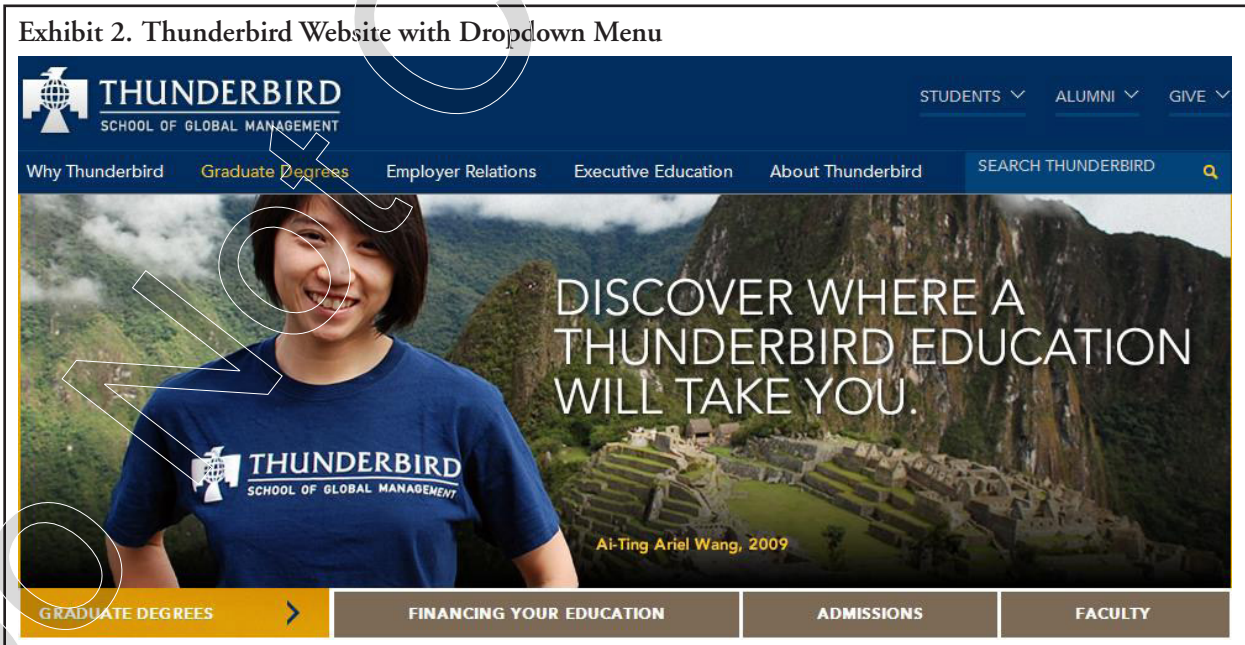 Exhibit 2. Thunderbird Website with Dropdown Menu
THUNDERBIRD
SCHOOL OF GLOBAL MANAGEMENT
STUDENTS ALUMNI GIVE
Why Thunderbird Graduate Degrees Employer Relations Executive Education About Thunderbird SEARCH THUNDERBIRD
DISCOVER WHERE A
THUNDERBIRD EDUCATION
WILL TAKE YOU.
THUNDERBIRD
SCHOOL OF GLOBAL MANAGEMENT
Ai-Ting Ariel Wang, 2009
GRADUATE DEGREES FINANCING YOUR EDUCATION ADMISSIONS FACULTY